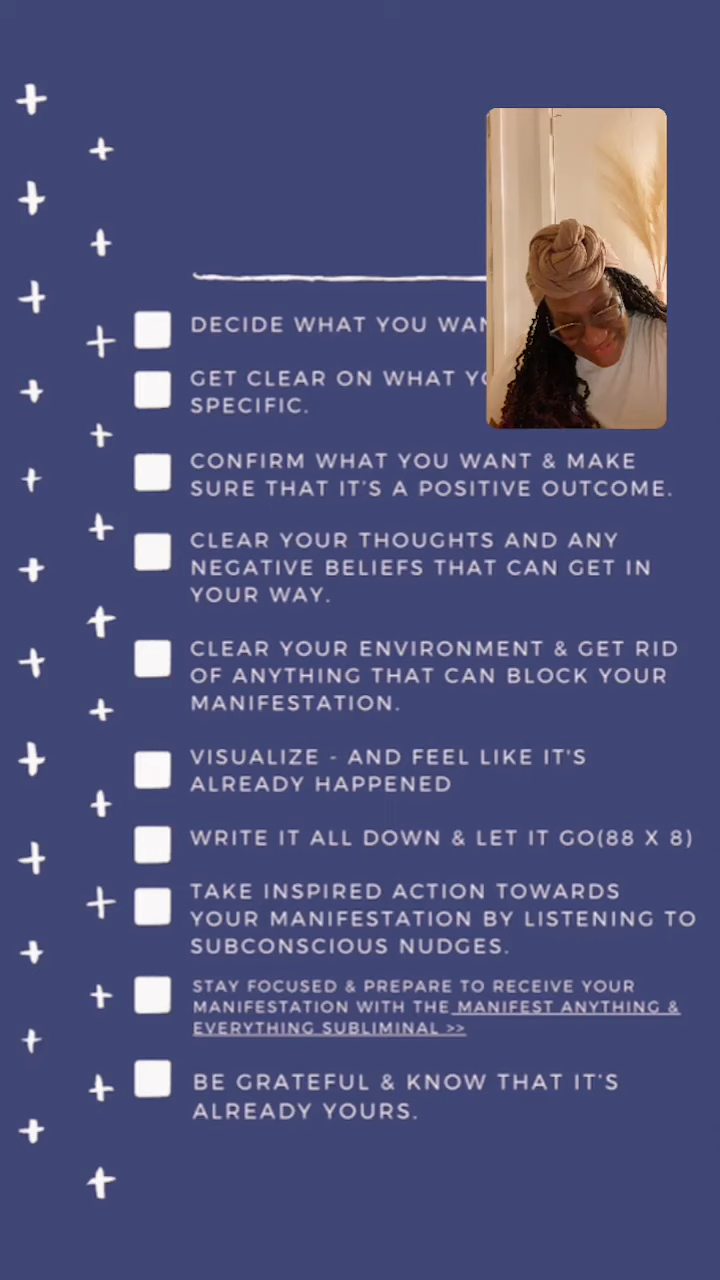 DECIDE WHAT YOU
GET CLEAR ON WHAT
SPECIFIC.
CONFIRM WHAT YOU WANT & MAKE
SURE THAT IT'S A POSITIVE OUTCOME.
CLEAR YOUR THOUGHTS AND ANY
NEGATIVE BELIEFS THAT CAN GET IN
YOUR WAY.
CLEAR YOUR ENVIRONMENT & GET RID
OF ANYTHING THAT CAN BLOCK YOUR
MANIFESTATION.
VISUALIZE - AND FEEL LIKE IT'S
ALREADY HAPPENED
WRITE IT ALL DOWN & LET IT GO(88 X 8)
TAKE INSPIRED ACTION TOWARDS
YOUR MANIFESTATION BY LISTENING TO
SUBCONSCIOUS NUDGES.
STAY FOCUSED & PREPARE TO RECEIVE YOUR
MANIFESTATION WITH THE MANIFEST ANYTHING &
EVERYTHING SUBLIMINAL >>
BE GRATEFUL & KNOW THAT IT'S
ALREADY YOURS.